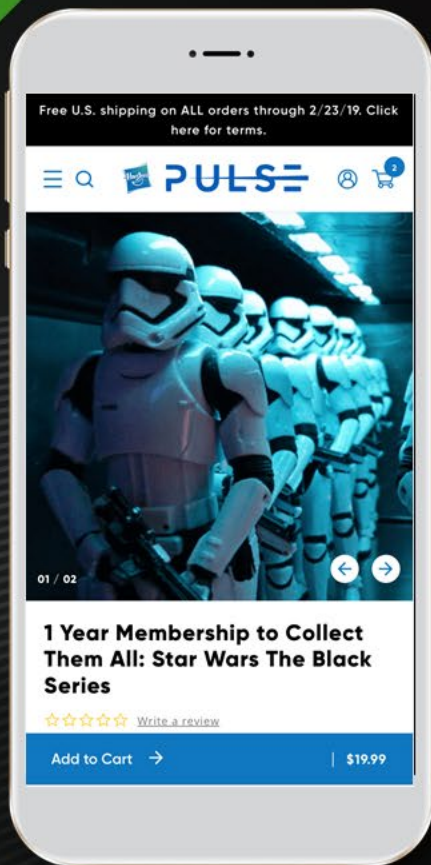 Free U.S. shipping on ALL orders through 2/23/19. Click
here for terms.
Hasbro PULSE
2
01 / 02
1 Year Membership to Collect
Them All: Star Wars The Black
Series
Write a review
Add to Cart → | $19.99